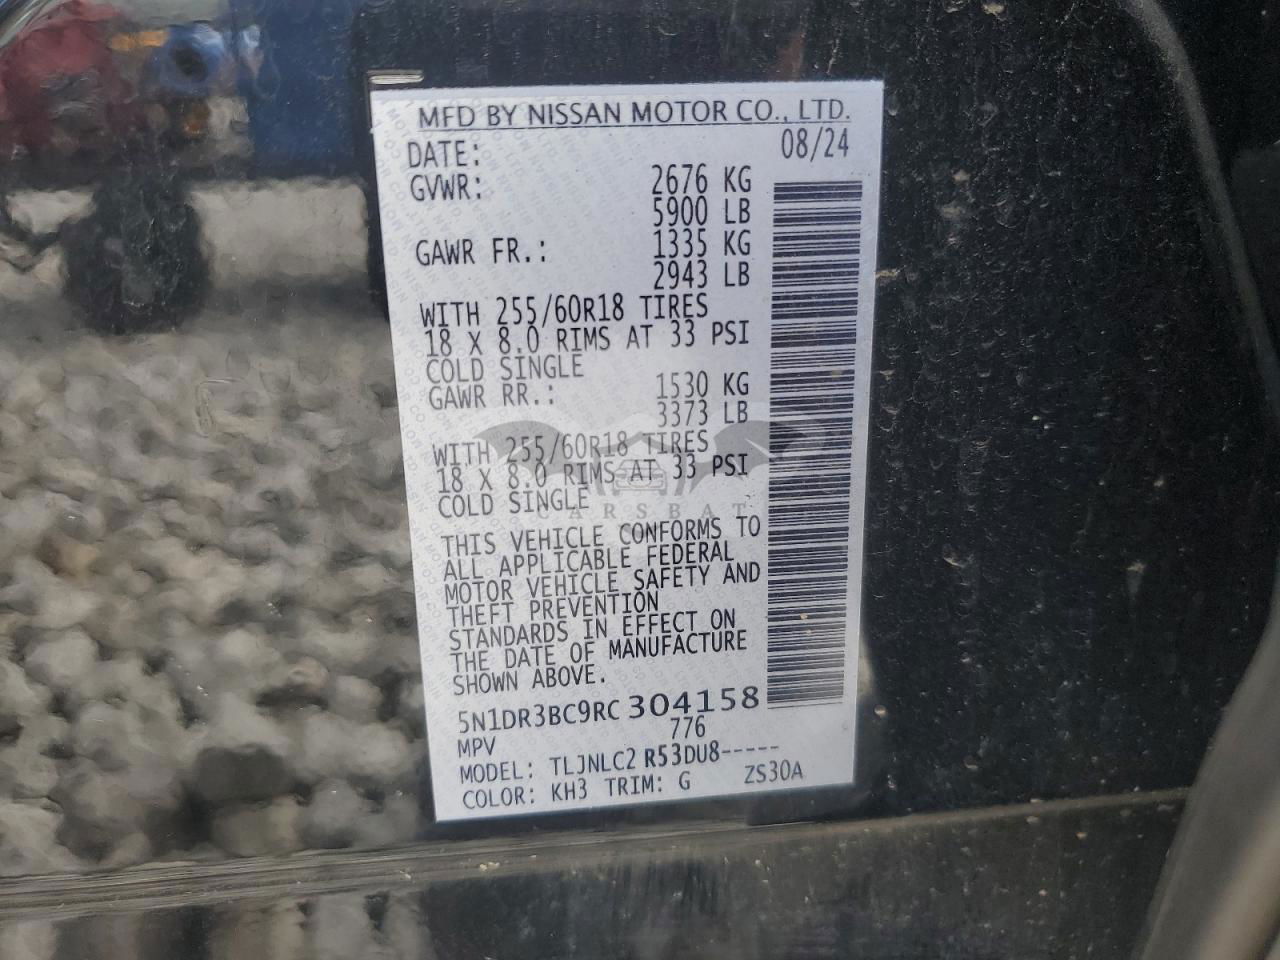 MFD BY NISSAN MOTOR CO., LTD.
DATE: 08/24
GVWR: 2676 KG
5900 LB
GAWR FR.: 1335 KG
2943 LB
WITH 255/60R18 TIRES
18 X 8.0 RIMS AT 33 PSI
COLD SINGLE
GAWR RR.: 1530 KG
3373 LB
WITH 255/60R18 TIRES
18 X 8.0 RIMS AT 33 PSI
COLD SINGLE
CARSBAT
THIS VEHICLE CONFORMS TO
ALL APPLICABLE FEDERAL
MOTOR VEHICLE SAFETY AND
THEFT PREVENTION
STANDARDS IN EFFECT ON
THE DATE OF MANUFACTURE
SHOWN ABOVE.
5N1DR3BC9RC 304158
MPV 776
MODEL: TLJNLC2 R53DU8-----
COLOR: KH3 TRIM: G ZS30A